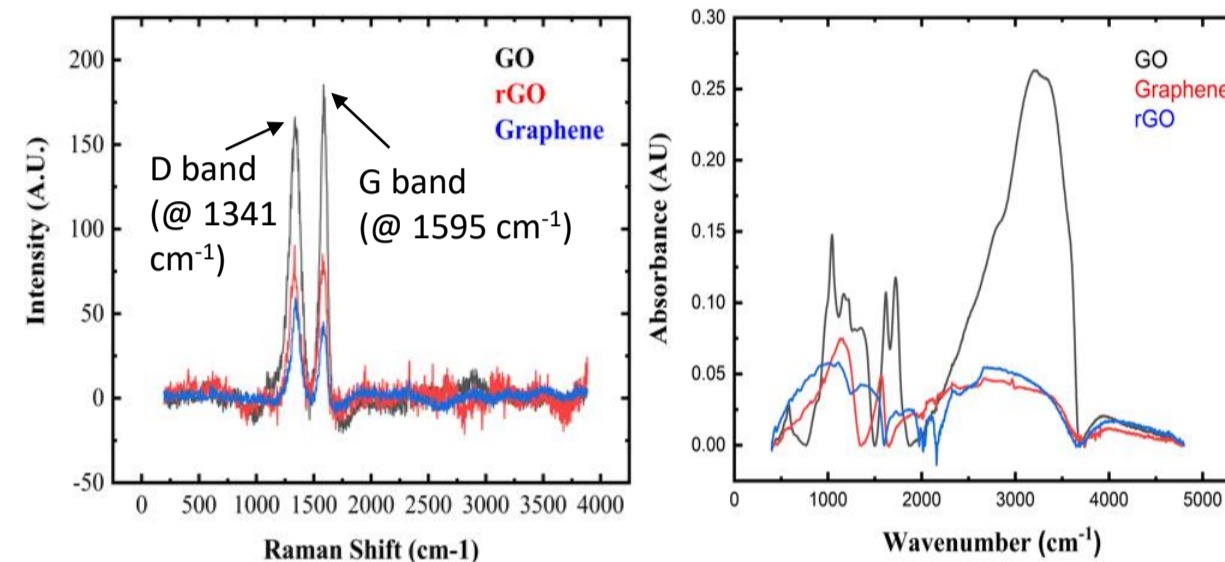 200
150
100
50
0
-50
Intensity (A.U.)
GO
rGO
Graphene
D band
(@ 1341
cm⁻¹)
G band
(@ 1595 cm⁻¹)
0 500 1000 1500 2000 2500 3000 3500 4000
Raman Shift (cm-1)
0.30
0.25
0.20
0.15
0.10
0.05
0.00
Absorbance (AU)
GO
Graphene
rGO
0 1000 2000 3000 4000 5000
Wavenumber (cm⁻¹)